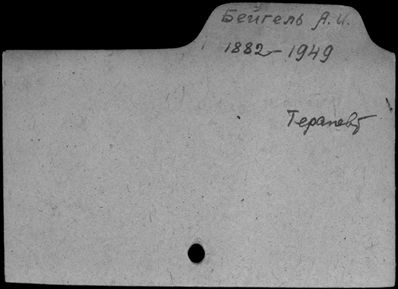 Бейгель А. И.
1882-1949
Терапевт